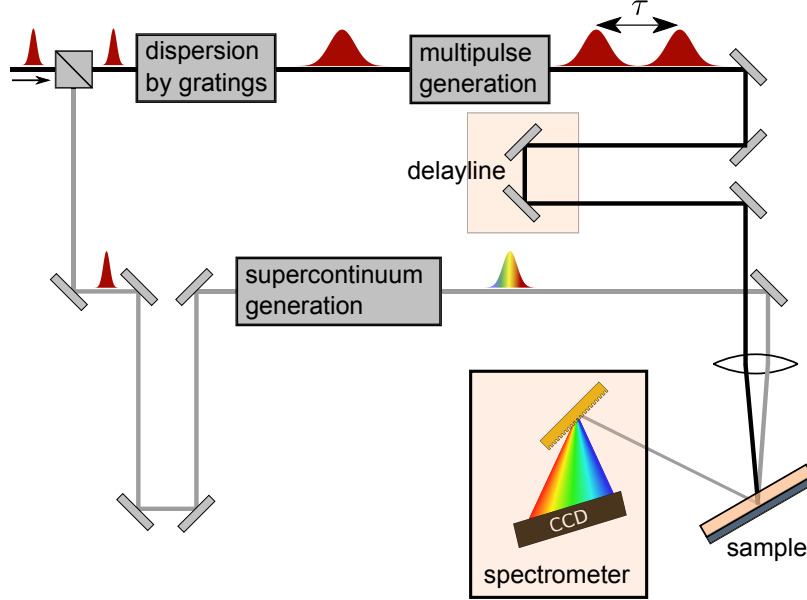 τ
dispersion
by gratings
multipulse
generation
delayline
supercontinuum
generation
CCD
sample
spectrometer